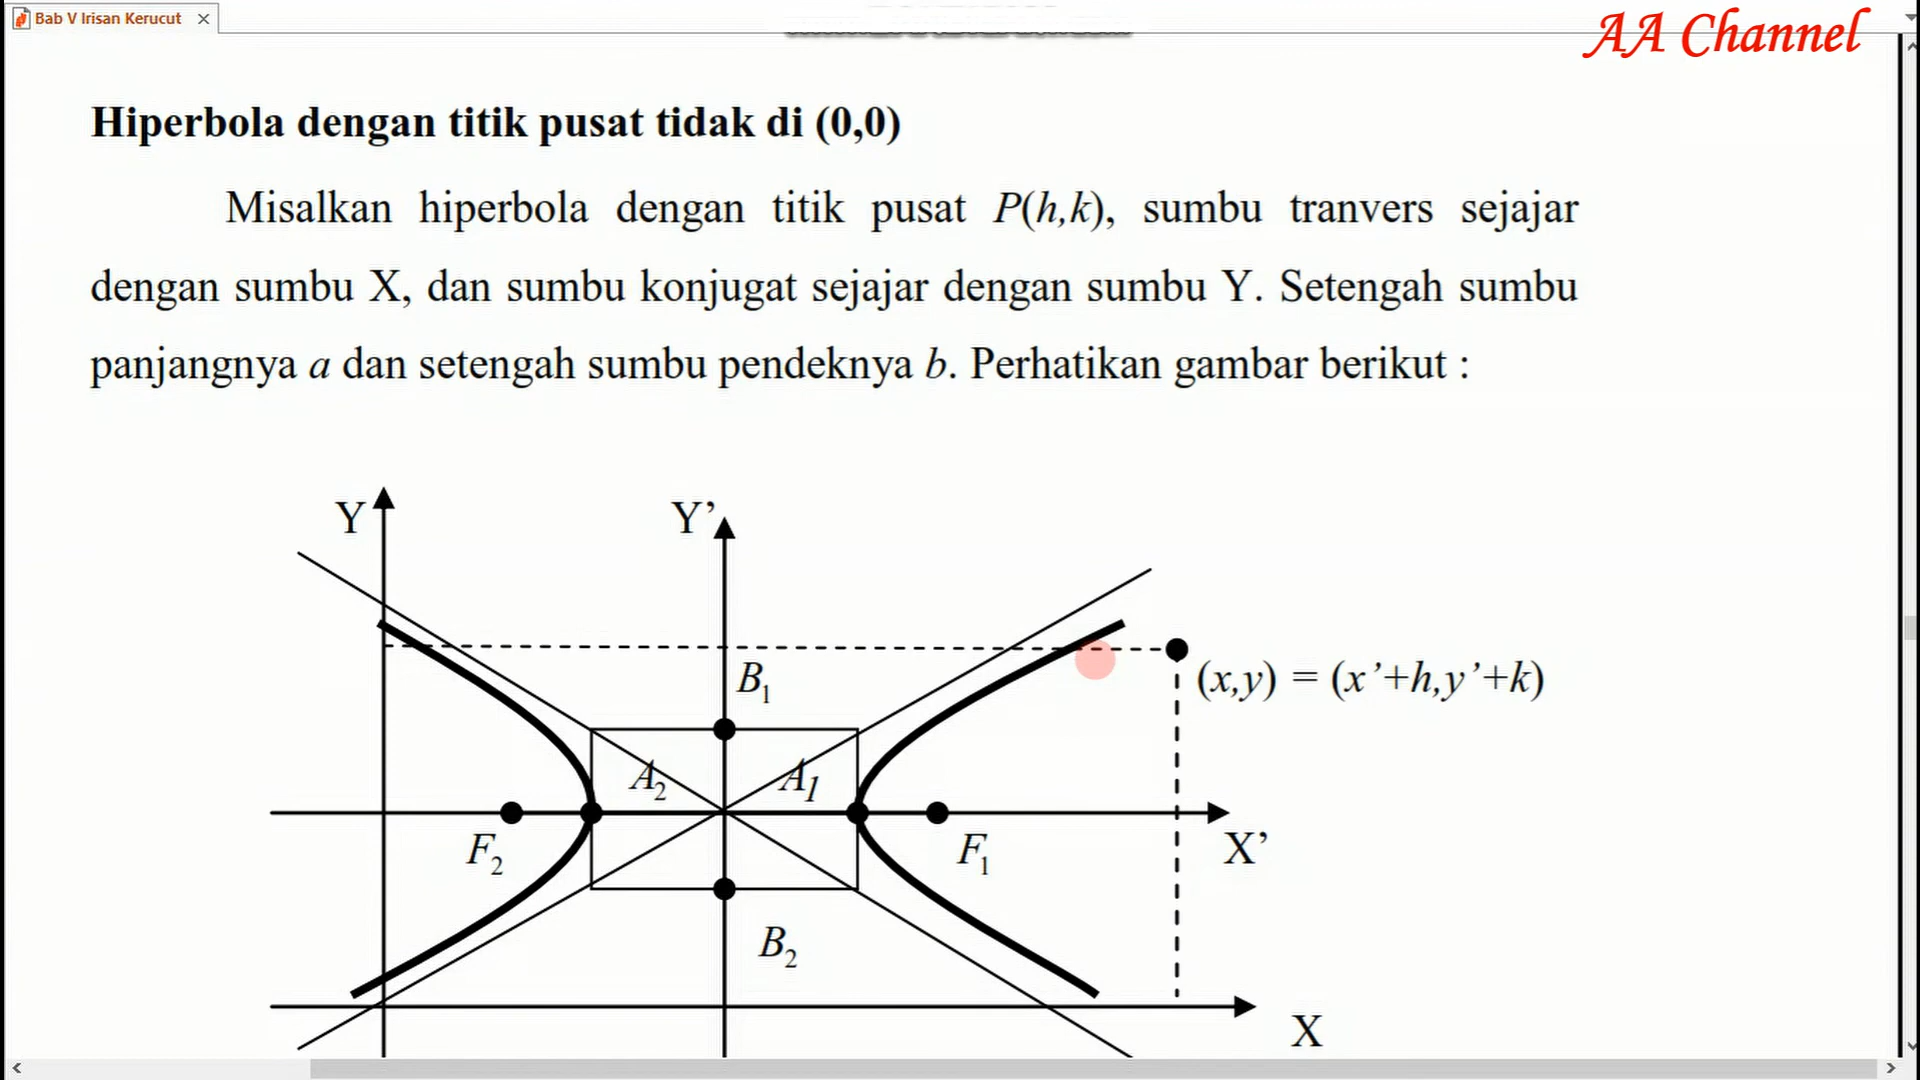 Bab V Irisan Kerucut
AA Channel
Hiperbola dengan titik pusat tidak di (0,0)
Misalkan hiperbola dengan titik pusat P(h,k), sumbu tranvers sejajar
dengan sumbu X, dan sumbu konjugat sejajar dengan sumbu Y. Setengah sumbu
panjangnya a dan setengah sumbu pendeknya b. Perhatikan gambar berikut :
Y
Y’
B₁
(x,y) = (x’+h,y’+k)
A₂
A₁
F₂
F₁
X’
B₂
X